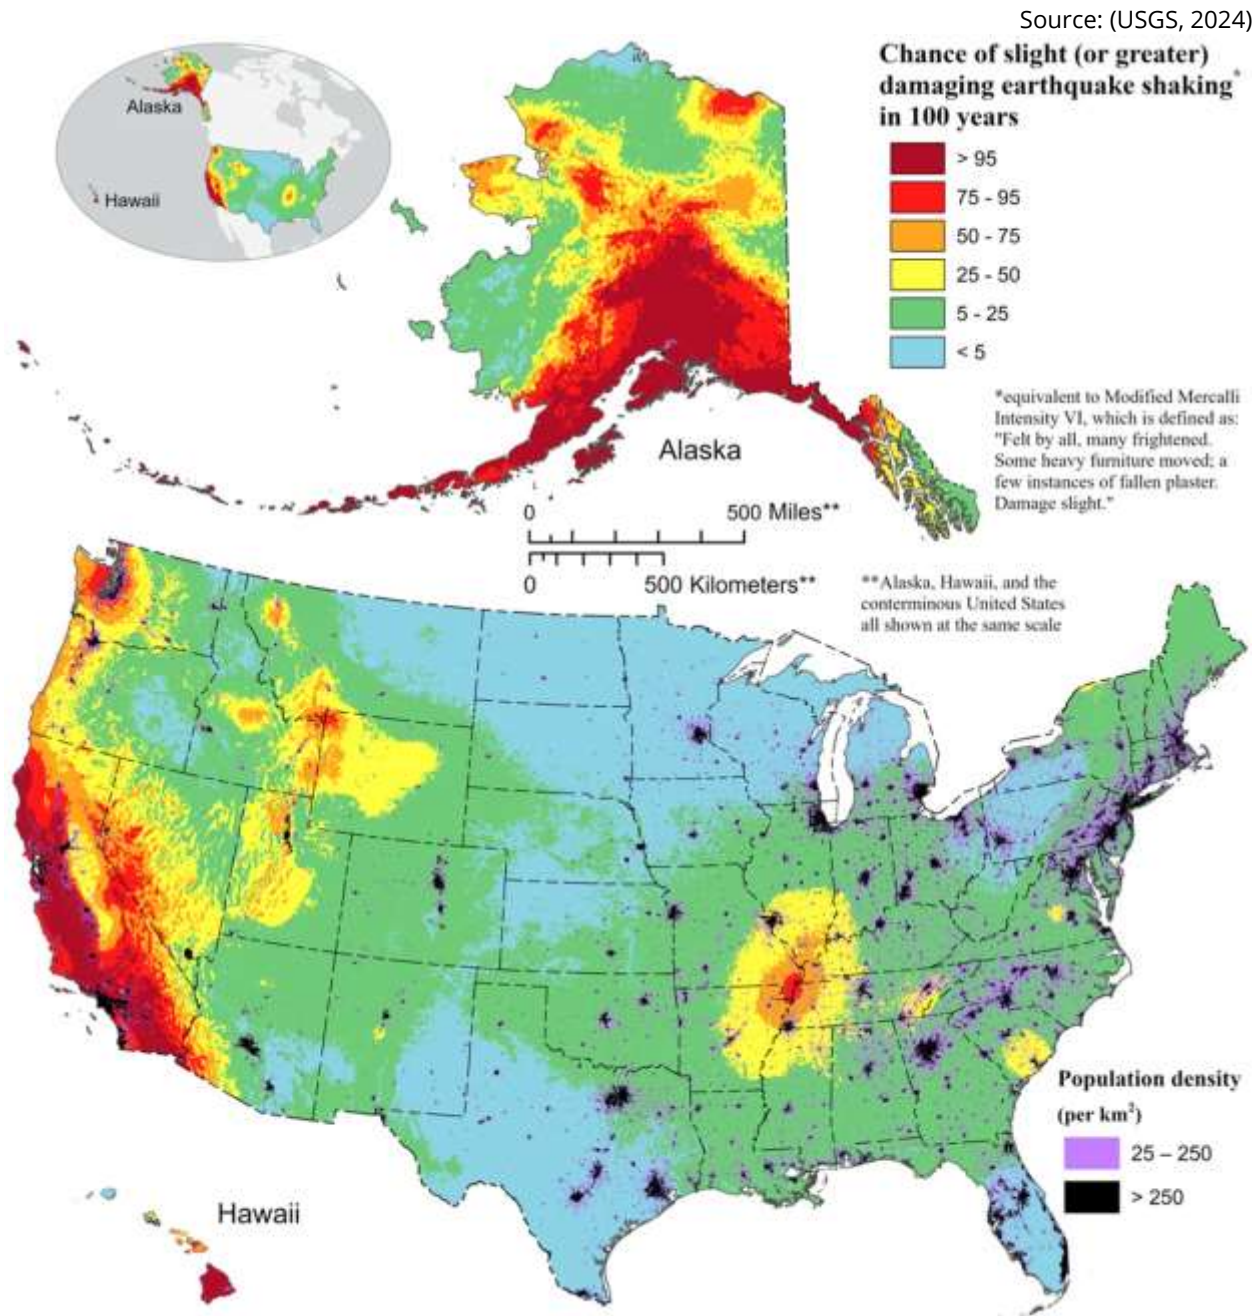 Source: (USGS, 2024)
Chance of slight (or greater)
damaging earthquake shaking*
in 100 years
> 95
75 - 95
50 - 75
25 - 50
5 - 25
< 5
Alaska
Hawaii
*equivalent to Modified Mercalli
Intensity VI, which is defined as:
"Felt by all, many frightened.
Some heavy furniture moved; a
few instances of fallen plaster.
Damage slight."
Alaska
0 500 Miles**
0 500 Kilometers**
**Alaska, Hawaii, and the
conterminous United States
all shown at the same scale
Population density
(per km²)
25 – 250
> 250
Hawaii